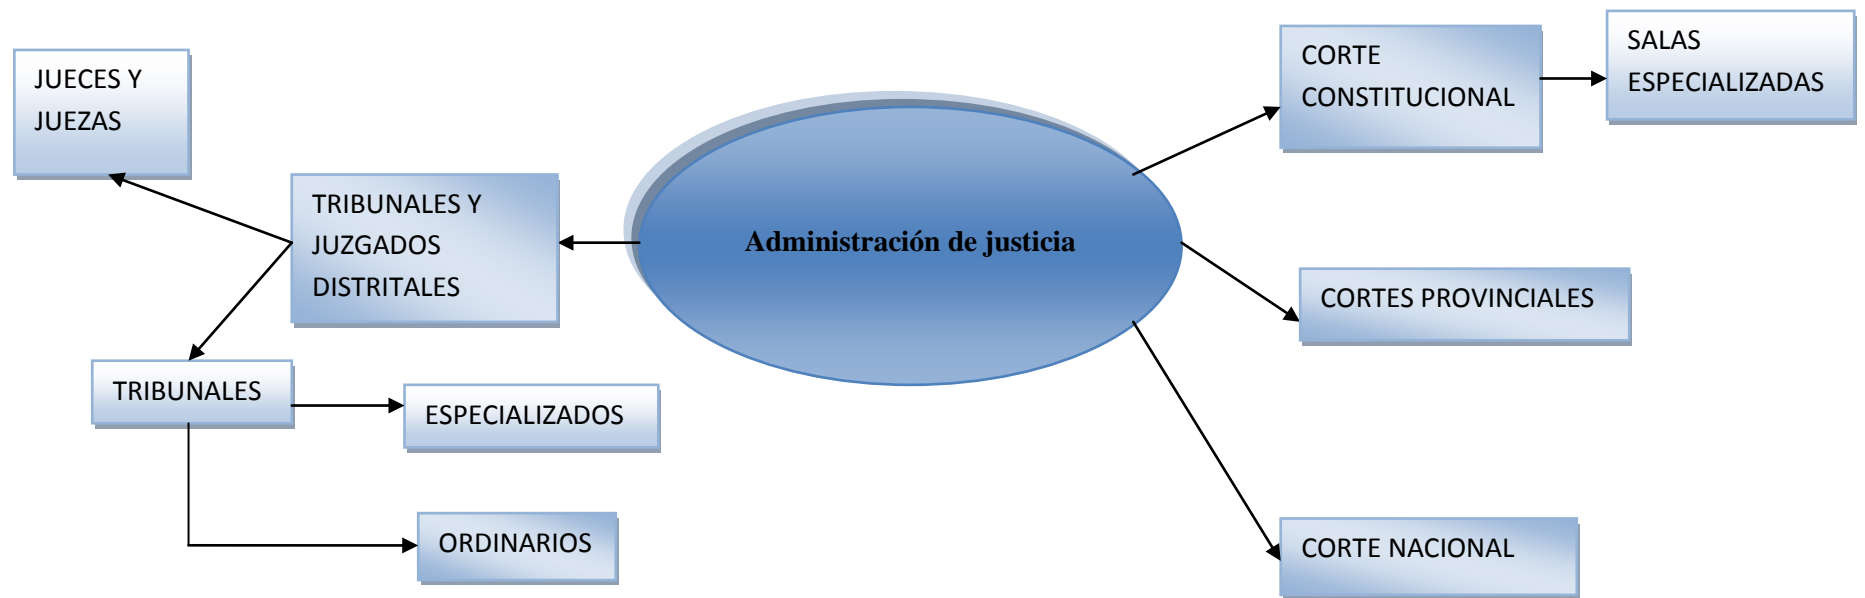 JUECES Y
JUEZAS
TRIBUNALES Y
JUZGADOS
DISTRITALES
TRIBUNALES
ESPECIALIZADOS
ORDINARIOS
Administración de justicia
CORTE
CONSTITUCIONAL
SALAS
ESPECIALIZADAS
CORTES PROVINCIALES
CORTE NACIONAL